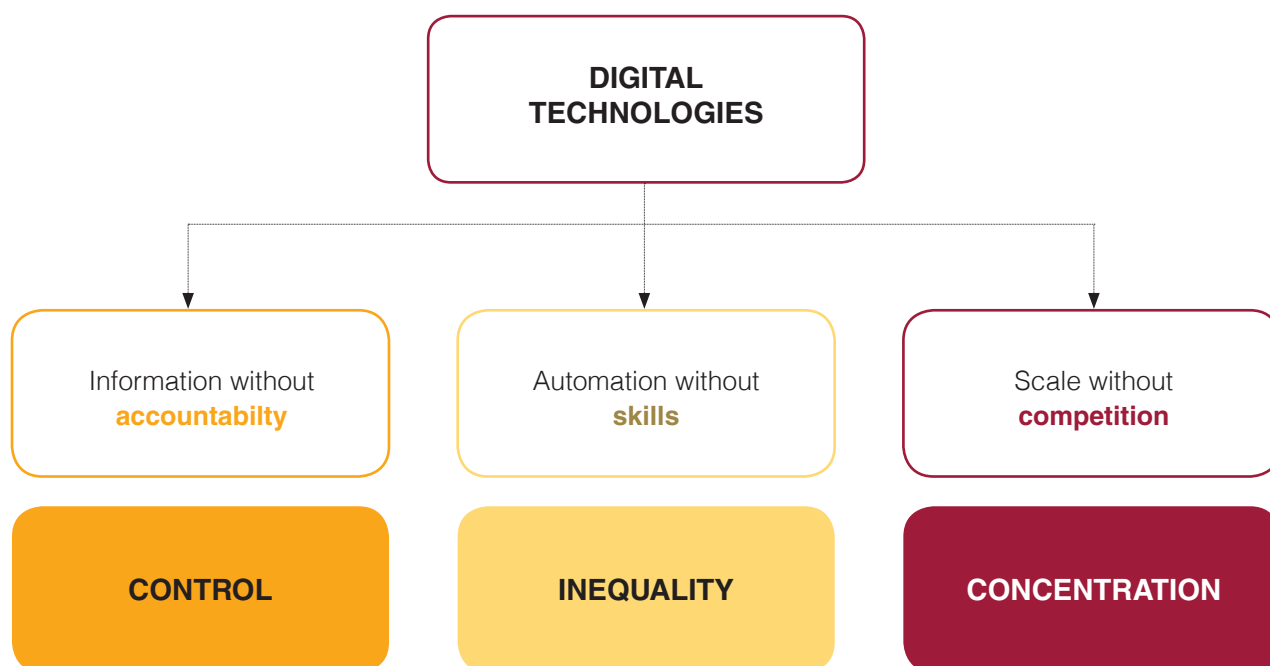 DIGITAL
TECHNOLOGIES
Information without
accountabilty
Automation without
skills
Scale without
competition
CONTROL
INEQUALITY
CONCENTRATION